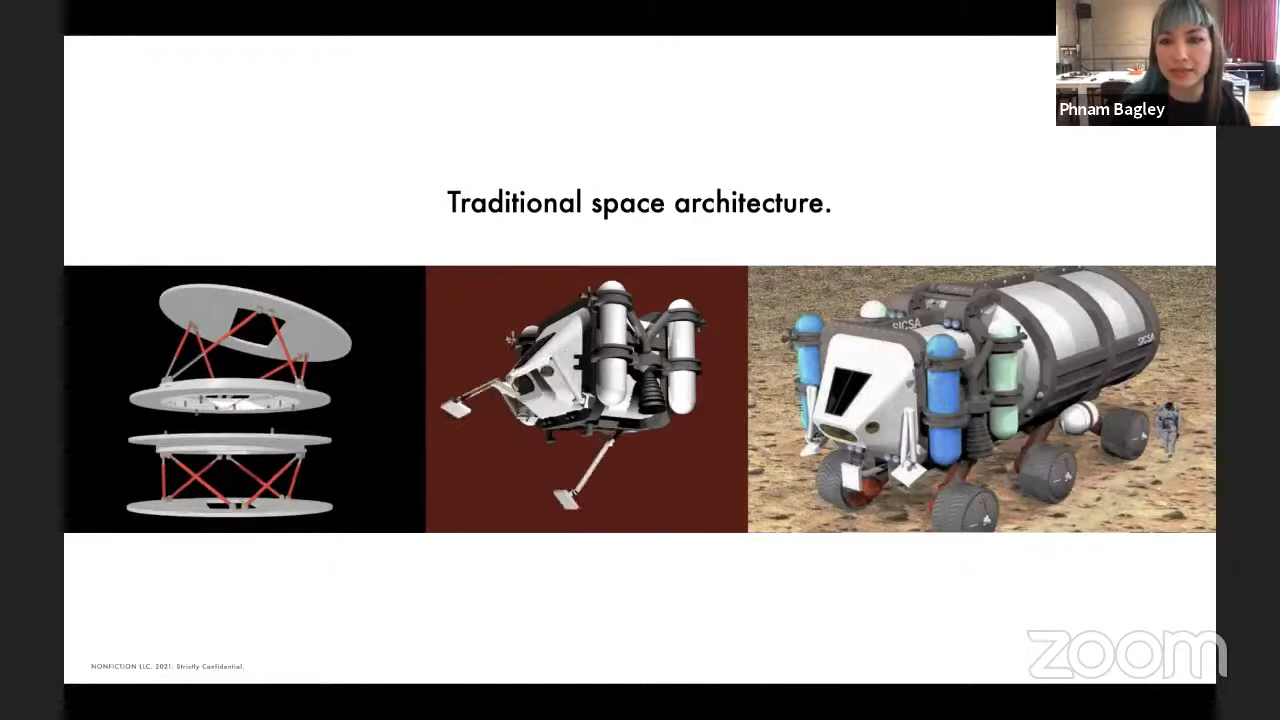 Phnam Bagley
Traditional space architecture.
SICSA
SICSA
NONFICTION LLC. 2021. Strictly Confidential.
zoom